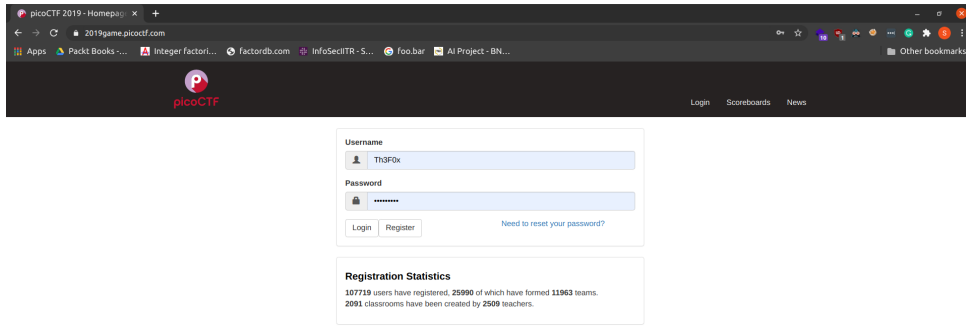 picoCTF 2019 - Homepag
2019game.picoctf.com
Apps Packt Books -... Integer factori... factordb.com InfoSecIITR - S... foo.bar AI Project - BN... Other bookmarks
picoCTF
Login Scoreboards News
Username
Th3F0x
Password
•••••••••
Login Register Need to reset your password?
Registration Statistics
107719 users have registered, 25990 of which have formed 11963 teams.
2091 classrooms have been created by 2509 teachers.